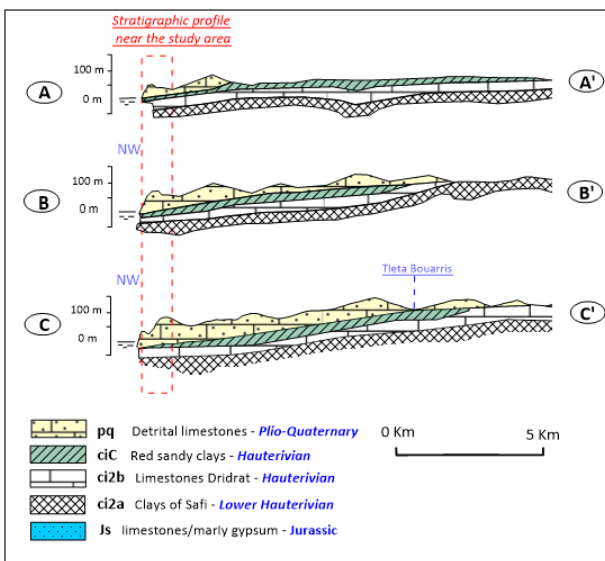 Stratigraphic profile
near the study area
100 m
0 m
A
A'
NW
100 m
0 m
B
B'
NW
Tleta Bouarris
100 m
0 m
C
C'
pq Detrital limestones - Plio-Quaternary
ciC Red sandy clays - Hauterivian
ci2b Limestones Dridrat - Hauterivian
ci2a Clays of Safi - Lower Hauterivian
Js limestones/marly gypsum - Jurassic
0 Km
5 Km